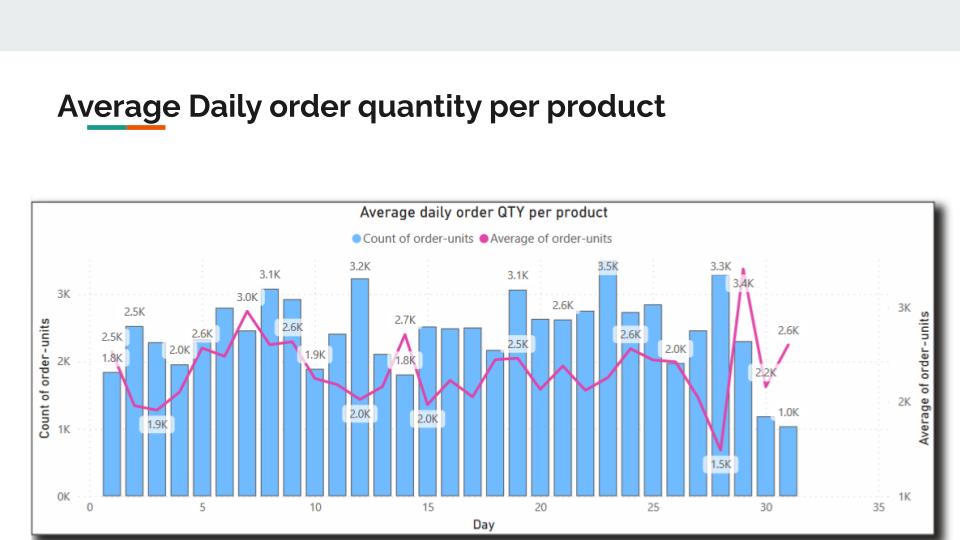 Average Daily order quantity per product
Average daily order QTY per product
Count of order-units Average of order-units
3.5K
3.3K
3.2K
3.1K
3.1K
3.4K
3K
3.0K
3K
2.5K
2.7K
2.6K
2.5K
2.6K
2.6K
2.6K
2.6K
1.8K
2.0K
1.9K
1.8K
2.5K
2.0K
2K
2.2K
2K
1.9K
2.0K
2.0K
1.0K
1K
1.5K
0K
1K
0 5 10 15 20 25 30 35
Day
Count of order-units
Average of order-units